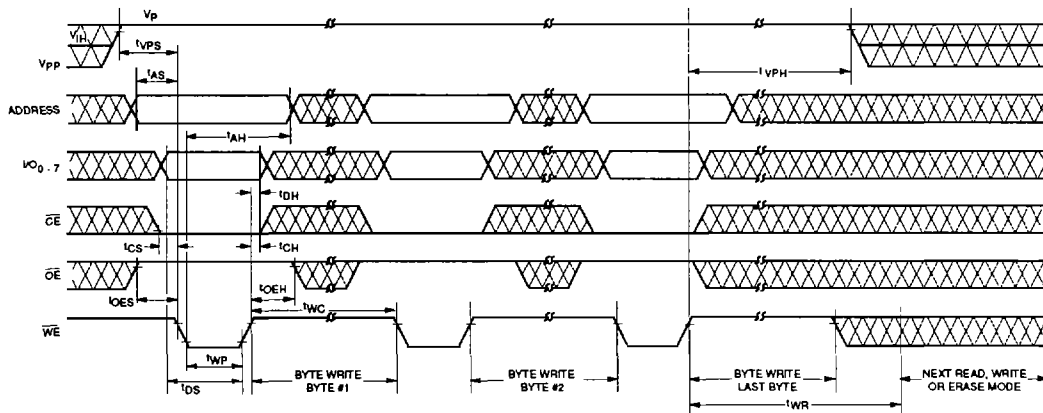 VP
VIH
VPP
tVPS
tVPH
tAS
ADDRESS
tAH
I/O0 - 7
tDH
CE
tCS
tCH
OE
tOES
tOEH
tWC
WE
tWP
tDS
BYTE WRITE
BYTE #1
BYTE WRITE
BYTE #2
BYTE WRITE
LAST BYTE
NEXT READ, WRITE
OR ERASE MODE
tWR